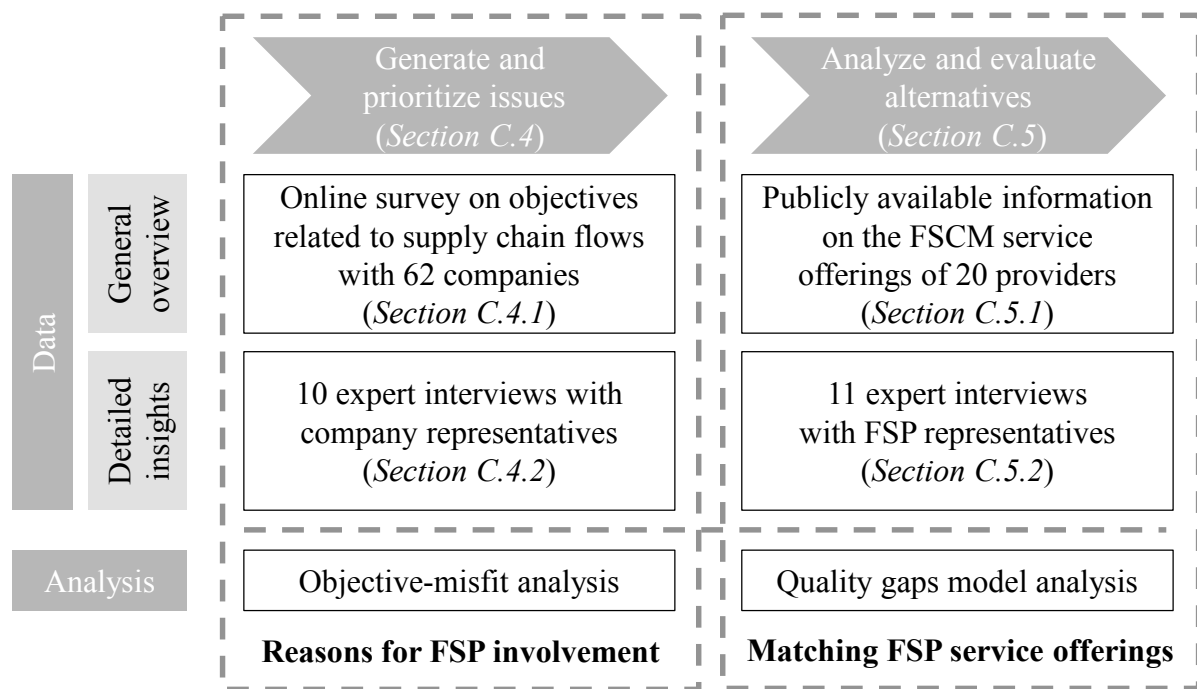 Generate and
prioritize issues
(Section C.4)
Analyze and evaluate
alternatives
(Section C.5)
Data
General
overview
Online survey on objectives
related to supply chain flows
with 62 companies
(Section C.4.1)
Publicly available information
on the FSCM service
offerings of 20 providers
(Section C.5.1)
Detailed
insights
10 expert interviews with
company representatives
(Section C.4.2)
11 expert interviews
with FSP representatives
(Section C.5.2)
Analysis
Objective-misfit analysis
Quality gaps model analysis
Reasons for FSP involvement
Matching FSP service offerings